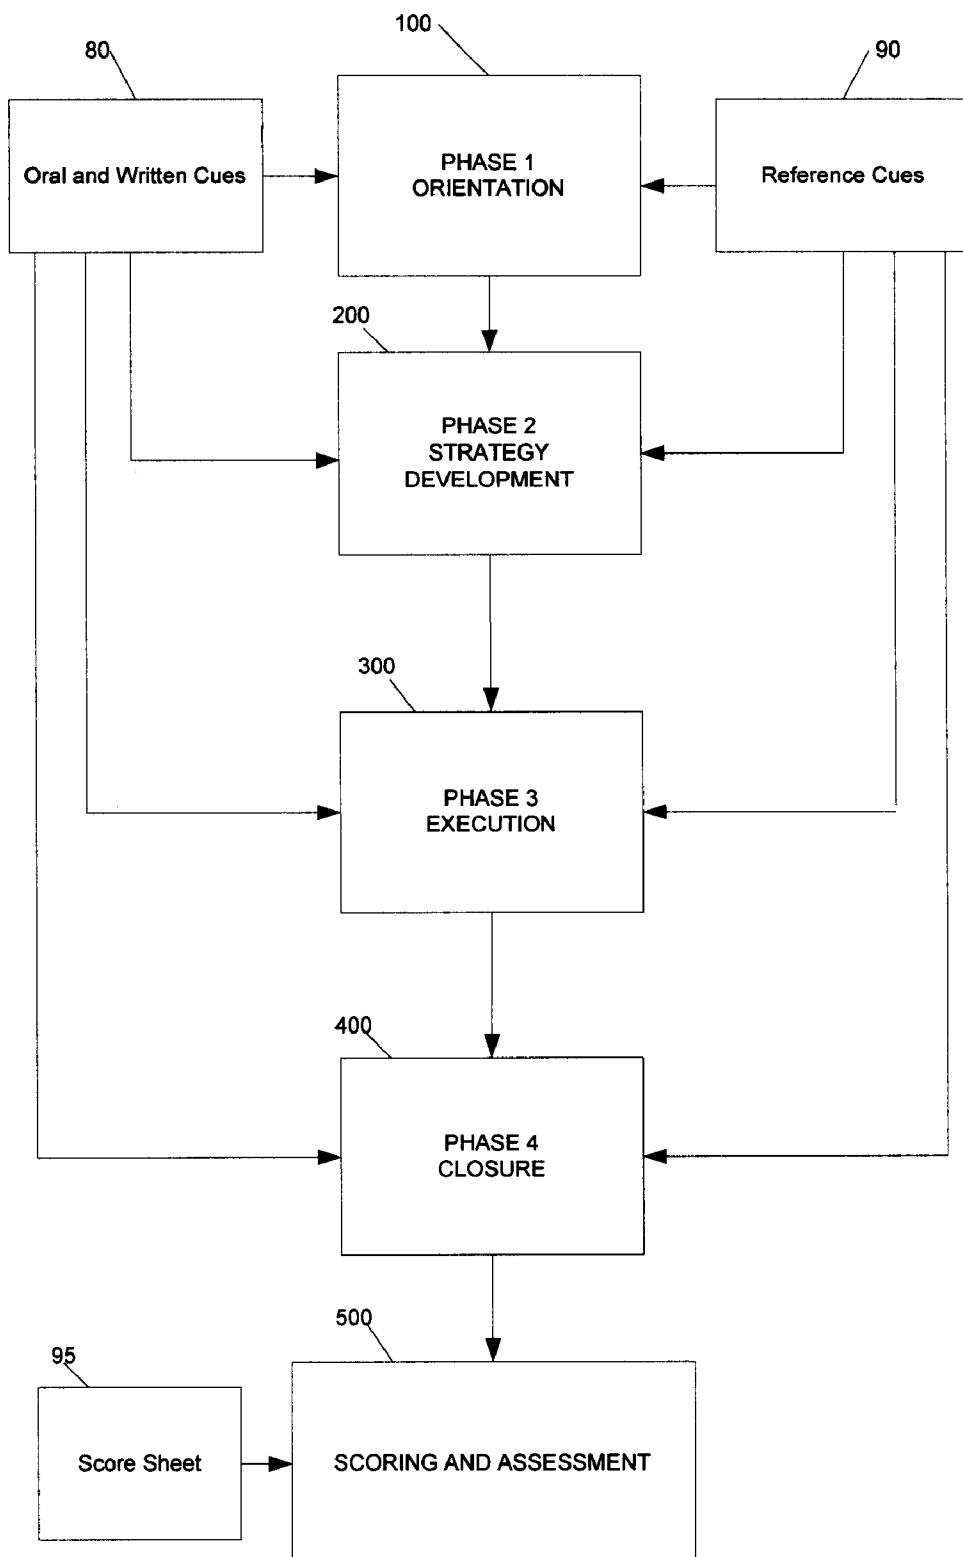 100
80
90
Oral and Written Cues
PHASE 1
ORIENTATION
Reference Cues
200
PHASE 2
STRATEGY
DEVELOPMENT
300
PHASE 3
EXECUTION
400
PHASE 4
CLOSURE
500
95
Score Sheet
SCORING AND ASSESSMENT